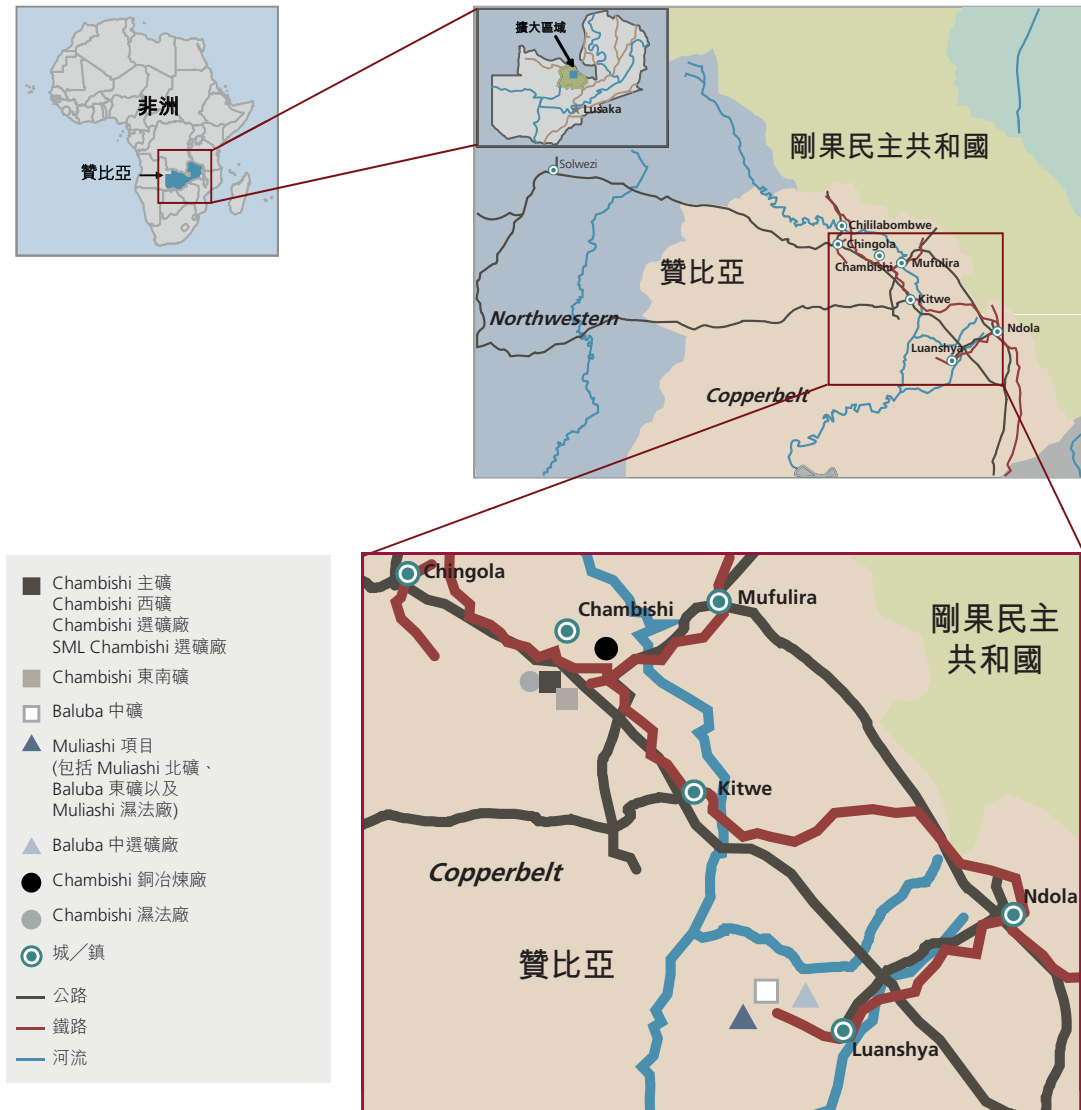 非洲
贊比亞
擴大區域
Lusaka
剛果民主共和國
Solwezi
Chililabombwe
Chingola
Chambishi
Mufulira
贊比亞
Kitwe
Northwestern
Ndola
Luanshya
Copperbelt
Chambishi 主礦
Chambishi 西礦
Chambishi 選礦廠
SML Chambishi 選礦廠
Chambishi 東南礦
Baluba 中礦
Muliashi 項目
(包括 Muliashi 北礦、
Baluba 東礦以及
Muliashi 濕法廠)
Baluba 中選礦廠
Chambishi 銅冶煉廠
Chambishi 濕法廠
城╱鎮
公路
鐵路
河流
Chingola
Chambishi
Mufulira
剛果民主
共和國
Kitwe
Copperbelt
Ndola
贊比亞
Luanshya